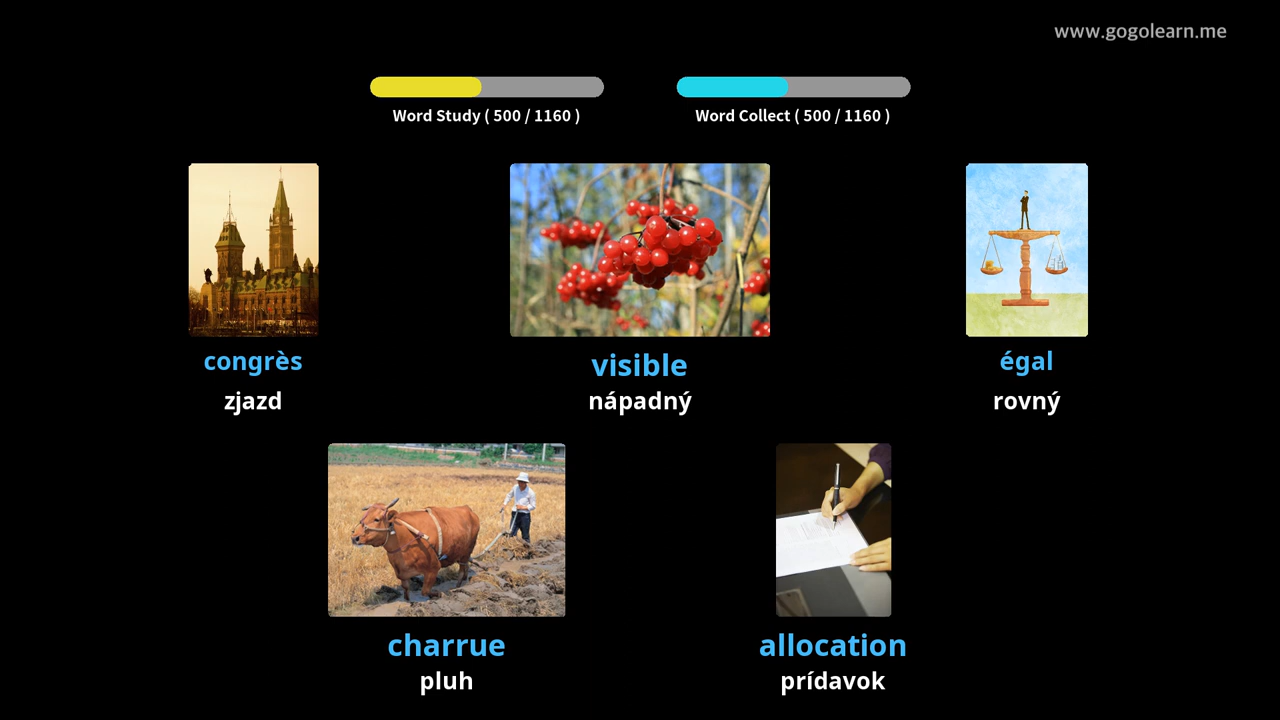 www.gogolearn.me
Word Study ( 500 / 1160 )
Word Collect ( 500 / 1160 )
congrès
zjazd
visible
nápadný
égal
rovný
charrue
pluh
allocation
prídavok